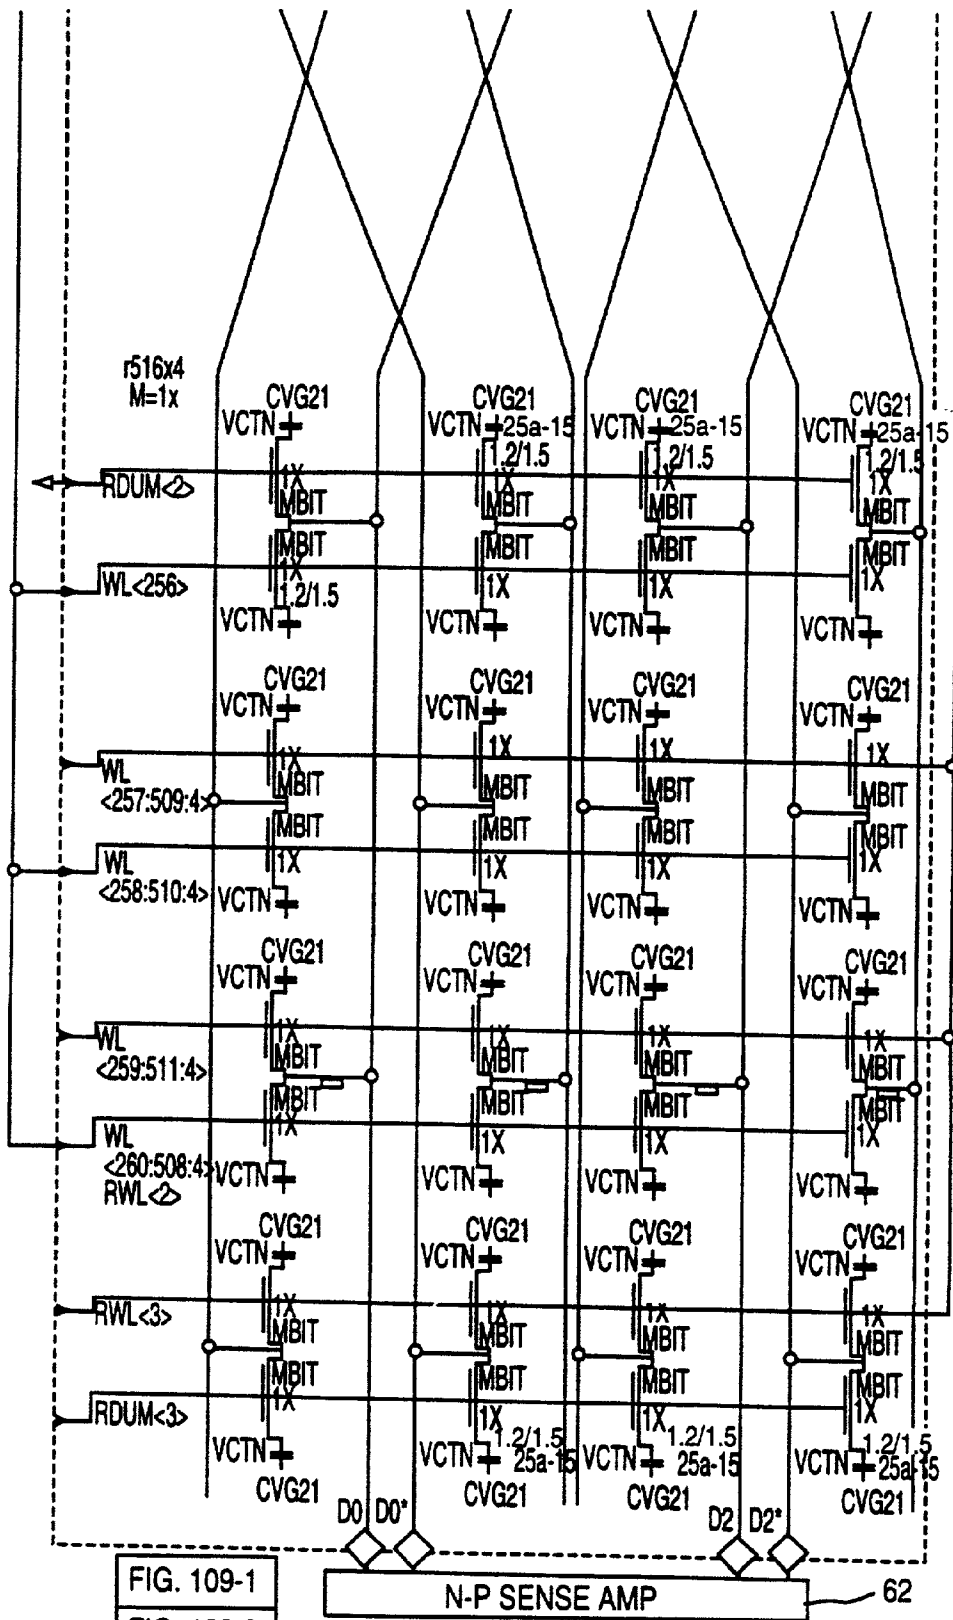 r516x4
M=1x
CVG21 CVG21 CVG21 CVG21
VCTN VCTN 25a-15 VCTN 25a-15 VCTN 25a-15
1.2/1.5 1.2/1.5 1.2/1.5
RDUM<2> 1X 1X 1X 1X
MBIT MBIT MBIT MBIT
MBIT MBIT MBIT MBIT
WL<256> 1X 1X 1X 1X
1.2/1.5
VCTN VCTN VCTN VCTN
CVG21 CVG21 CVG21 CVG21
VCTN VCTN VCTN VCTN
1X 1X 1X 1X
WL MBIT MBIT MBIT MBIT
<257:509:4>
MBIT MBIT MBIT MBIT
WL 1X 1X 1X 1X
<258:510:4> VCTN VCTN VCTN VCTN
CVG21 CVG21 CVG21 CVG21
VCTN VCTN VCTN VCTN
1X 1X 1X 1X
WL MBIT MBIT MBIT MBIT
<259:511:4>
MBIT MBIT MBIT MBIT
WL 1X 1X 1X 1X
<260:508:4> VCTN VCTN VCTN VCTN
RWL<2>
CVG21 CVG21 CVG21 CVG21
VCTN VCTN VCTN VCTN
RWL<3> 1X 1X 1X 1X
MBIT MBIT MBIT MBIT
MBIT MBIT MBIT MBIT
RDUM<3> 1X 1X 1X 1X
1.2/1.5 1.2/1.5 1.2/1.5
VCTN VCTN 25a-15 VCTN 25a-15 VCTN 25a-15
CVG21 CVG21 CVG21 CVG21
D0 D0* D2 D2*
FIG. 109-1
N-P SENSE AMP 62